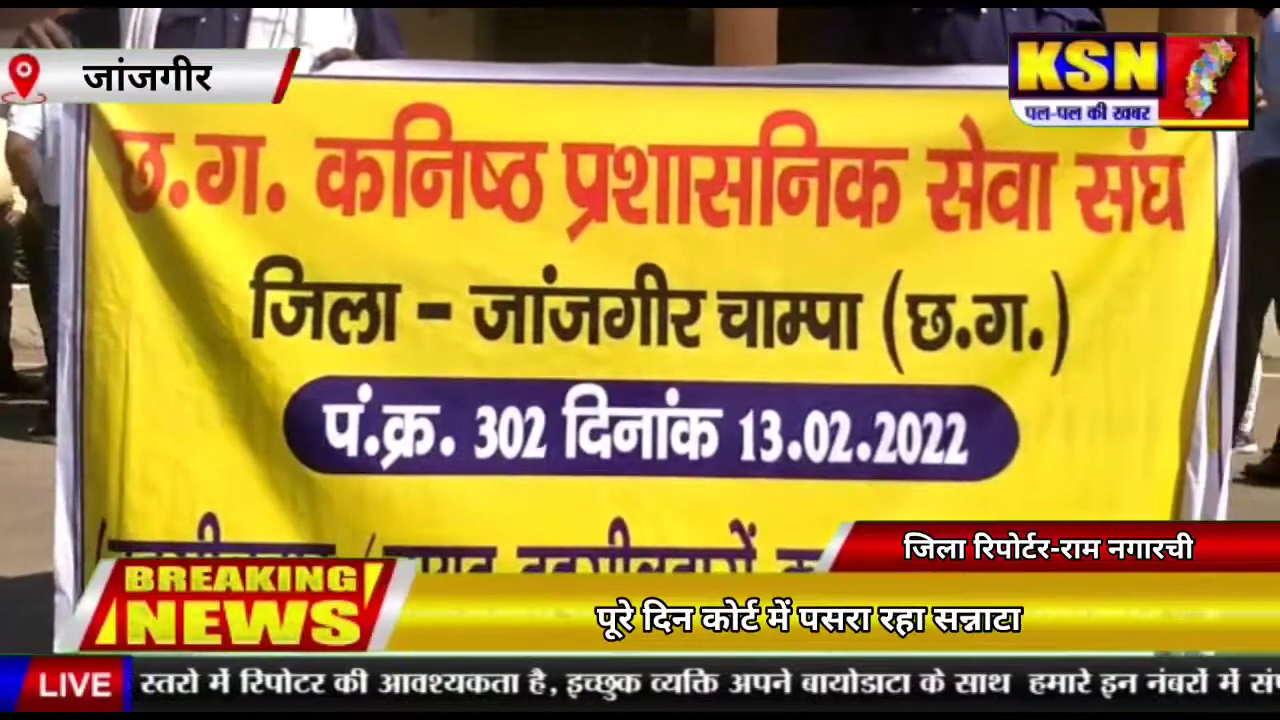 जांजगीर
KSN
पल-पल की खबर
छ.ग. कनिष्ठ प्रशासनिक सेवा संघ
जिला - जांजगीर चाम्पा (छ.ग.)
पं.क्र. 302 दिनांक 13.02.2022
जिला रिपोर्टर-राम नगारची
BREAKING
NEWS
पूरे दिन कोर्ट में पसरा रहा सन्नाटा
LIVE
स्तरो में रिपोटर की आवश्यकता है, इच्छुक व्यक्ति अपने बायोडाटा के साथ हमारे इन नंबरों में